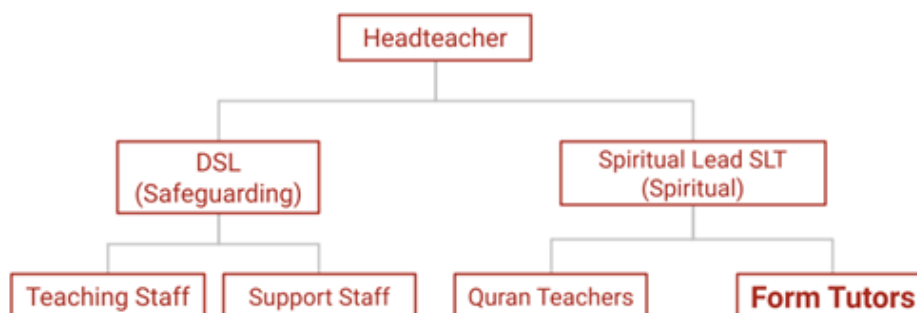 Headteacher
DSL
(Safeguarding)
Spiritual Lead SLT
(Spiritual)
Teaching Staff
Support Staff
Quran Teachers
Form Tutors